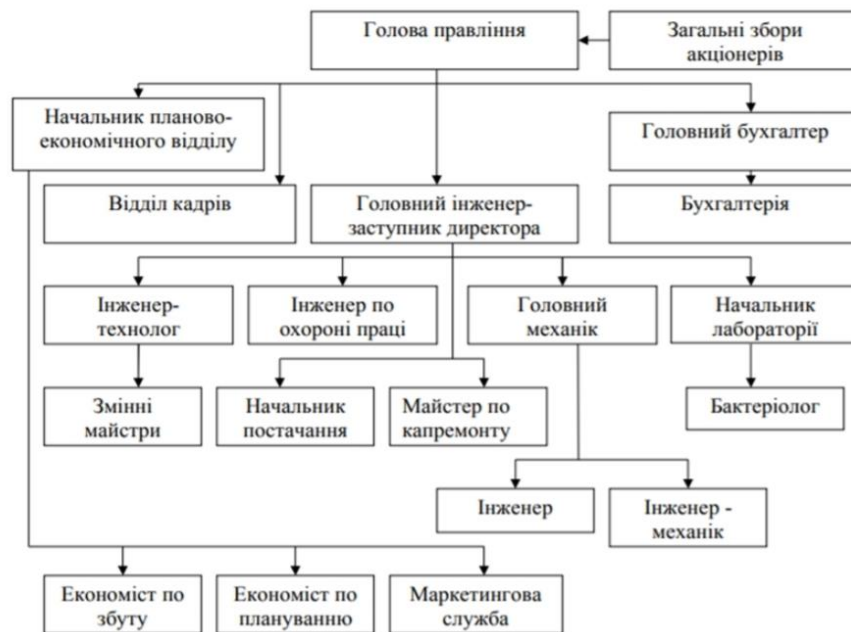 Голова правління
Загальні збори
акціонерів
Начальник планово-
економічного відділу
Головний бухгалтер
Відділ кадрів
Головний інженер-
заступник директора
Бухгалтерія
Інженер-
технолог
Інженер по
охороні праці
Головний
механік
Начальник
лабораторії
Змінні
майстри
Начальник
постачання
Майстер по
капремонту
Бактеріолог
Інженер
Інженер -
механік
Економіст по
збуту
Економіст по
плануванню
Маркетингова
служба